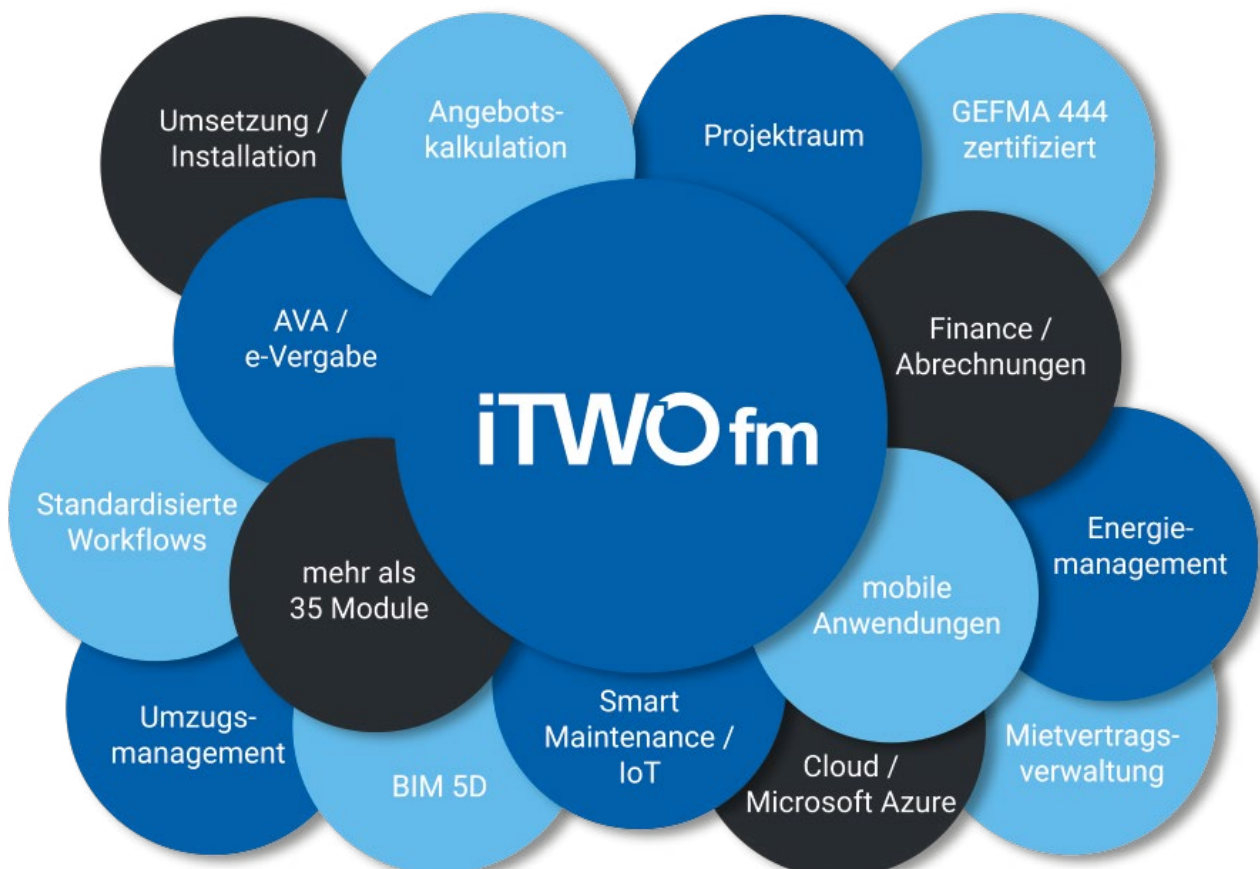 Umsetzung /
Installation
Angebots-
kalkulation
Projektraum
GEFMA 444
zertifiziert
AVA /
e-Vergabe
Finance /
Abrechnungen
iTWO fm
Standardisierte
Workflows
mehr als
35 Module
mobile
Anwendungen
Energie-
management
Umzugs-
management
BIM 5D
Smart
Maintenance /
IoT
Cloud /
Microsoft Azure
Mietvertrags-
verwaltung